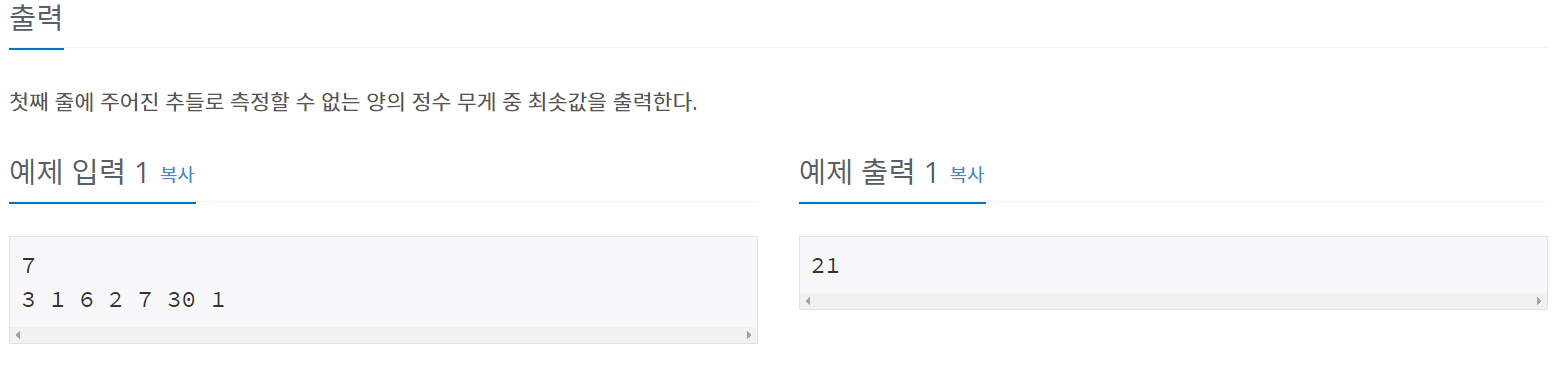 출력
첫째 줄에 주어진 추들로 측정할 수 없는 양의 정수 무게 중 최솟값을 출력한다.
예제 입력 1 복사
7
3 1 6 2 7 30 1
예제 출력 1 복사
21